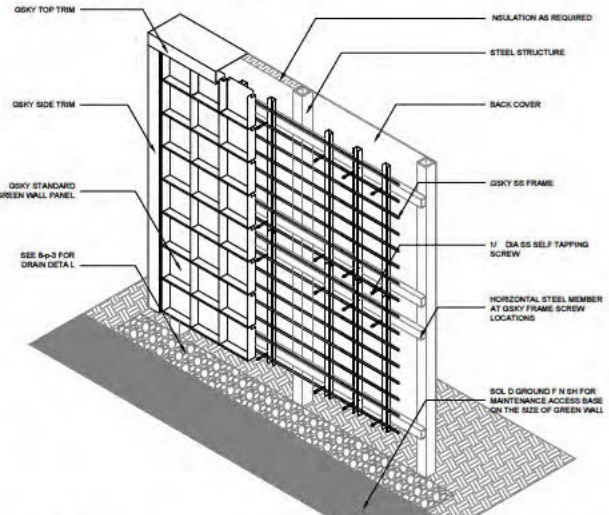 GSKY TOP TRIM
GSKY SIDE TRIM
GSKY STANDARD
GREEN WALL PANEL
SEE 8-p-3 FOR
DRAIN DETA L
NSULATION AS REQUIRED
STEEL STRUCTURE
BACK COVER
GSKY SS FRAME
1/ DIA SS SELF TAPPING
SCREW
HORIZONTAL STEEL MEMBER
AT GSKY FRAME SCREW
LOCATIONS
SOL D GROUND F N SH FOR
MAINTENANCE ACCESS BASE
ON THE SIZE OF GREEN WALL